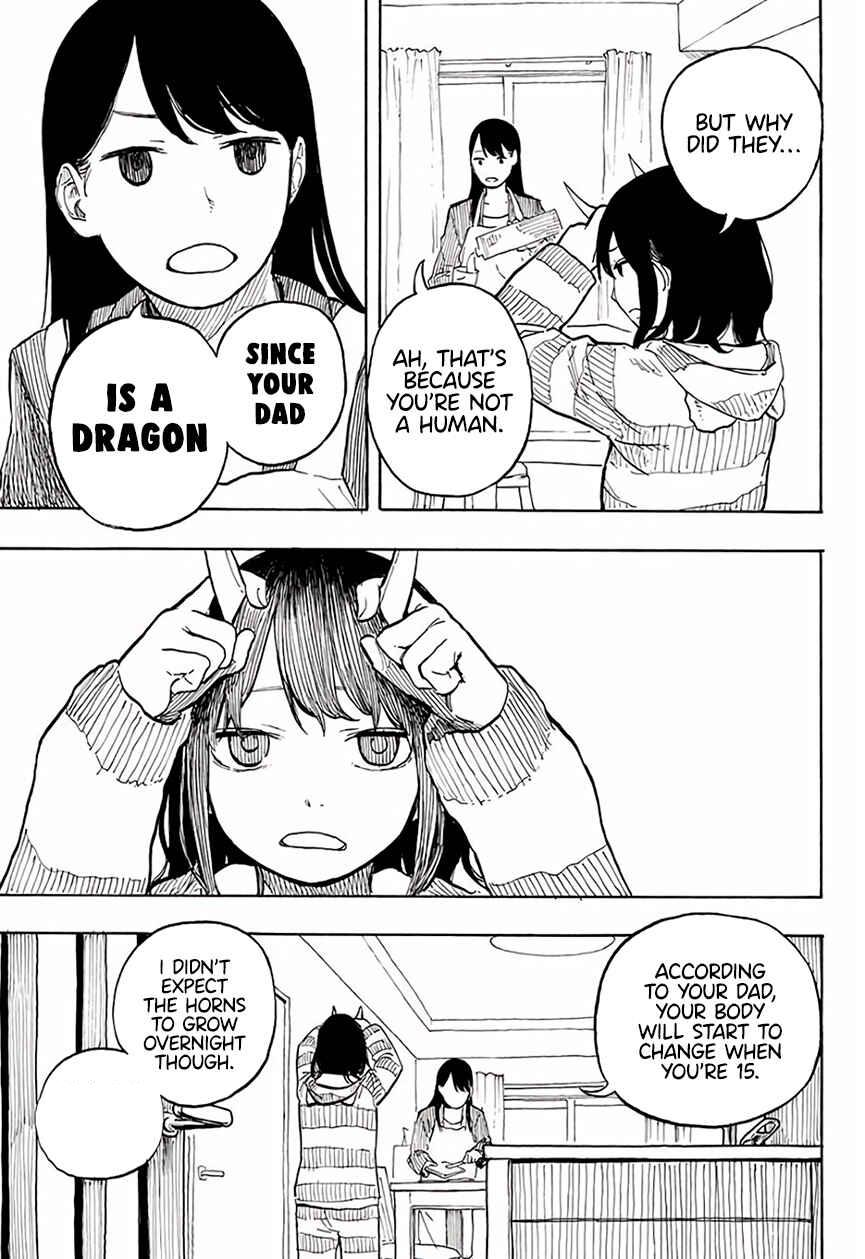 BUT WHY
DID THEY...
AH, THAT'S
BECAUSE
YOU'RE NOT
A HUMAN.
SINCE
YOUR
DAD
IS A
DRAGON
ACCORDING
TO YOUR DAD,
YOUR BODY
WILL START TO
CHANGE WHEN
YOU'RE 15.
I DIDN'T
EXPECT
THE HORNS
TO GROW
OVERNIGHT
THOUGH.